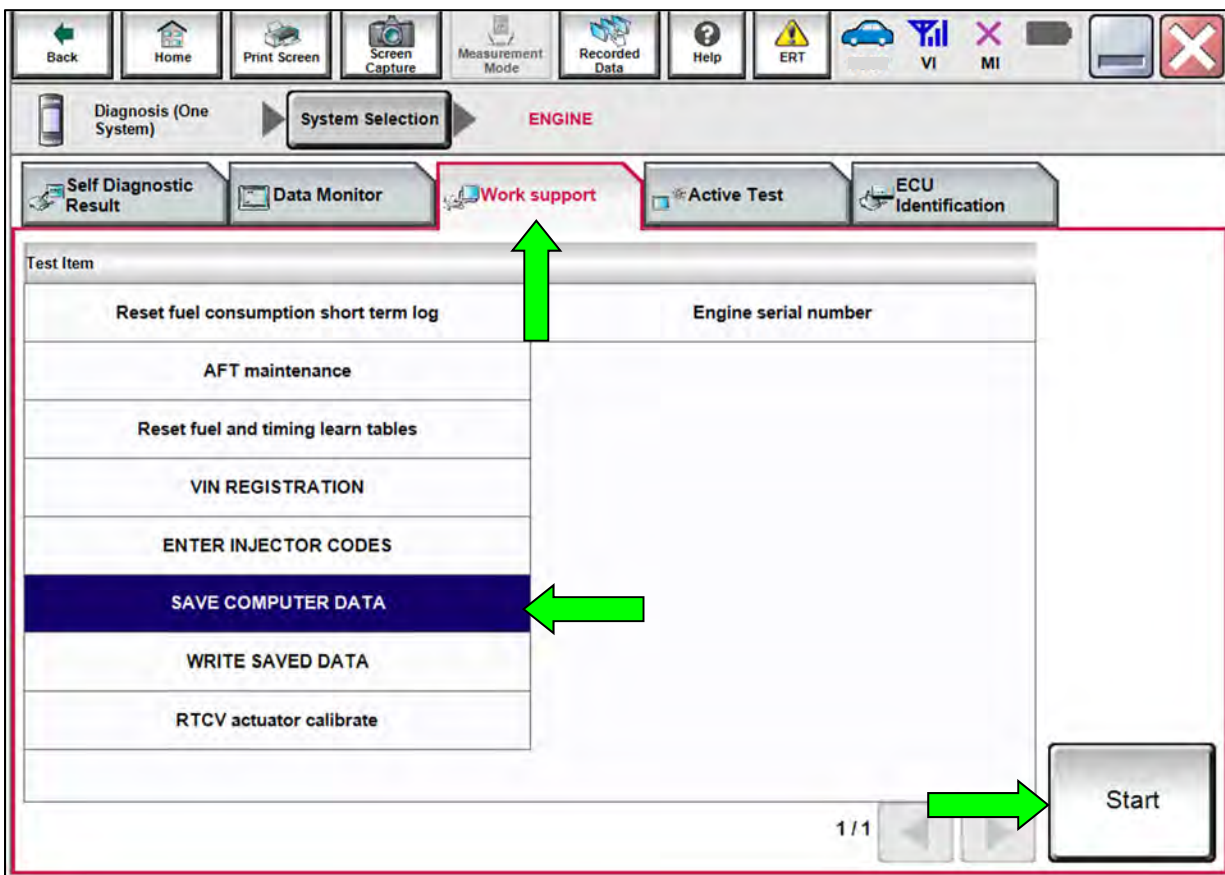 Back
Home
Print Screen
Screen
Capture
Measurement
Mode
Recorded
Data
Help
ERT
VI
MI
Diagnosis (One
System)
System Selection
ENGINE
Self Diagnostic
Result
Data Monitor
Work support
Active Test
ECU
Identification
Test Item
Reset fuel consumption short term log
Engine serial number
AFT maintenance
Reset fuel and timing learn tables
VIN REGISTRATION
ENTER INJECTOR CODES
SAVE COMPUTER DATA
WRITE SAVED DATA
RTCV actuator calibrate
1/1
Start